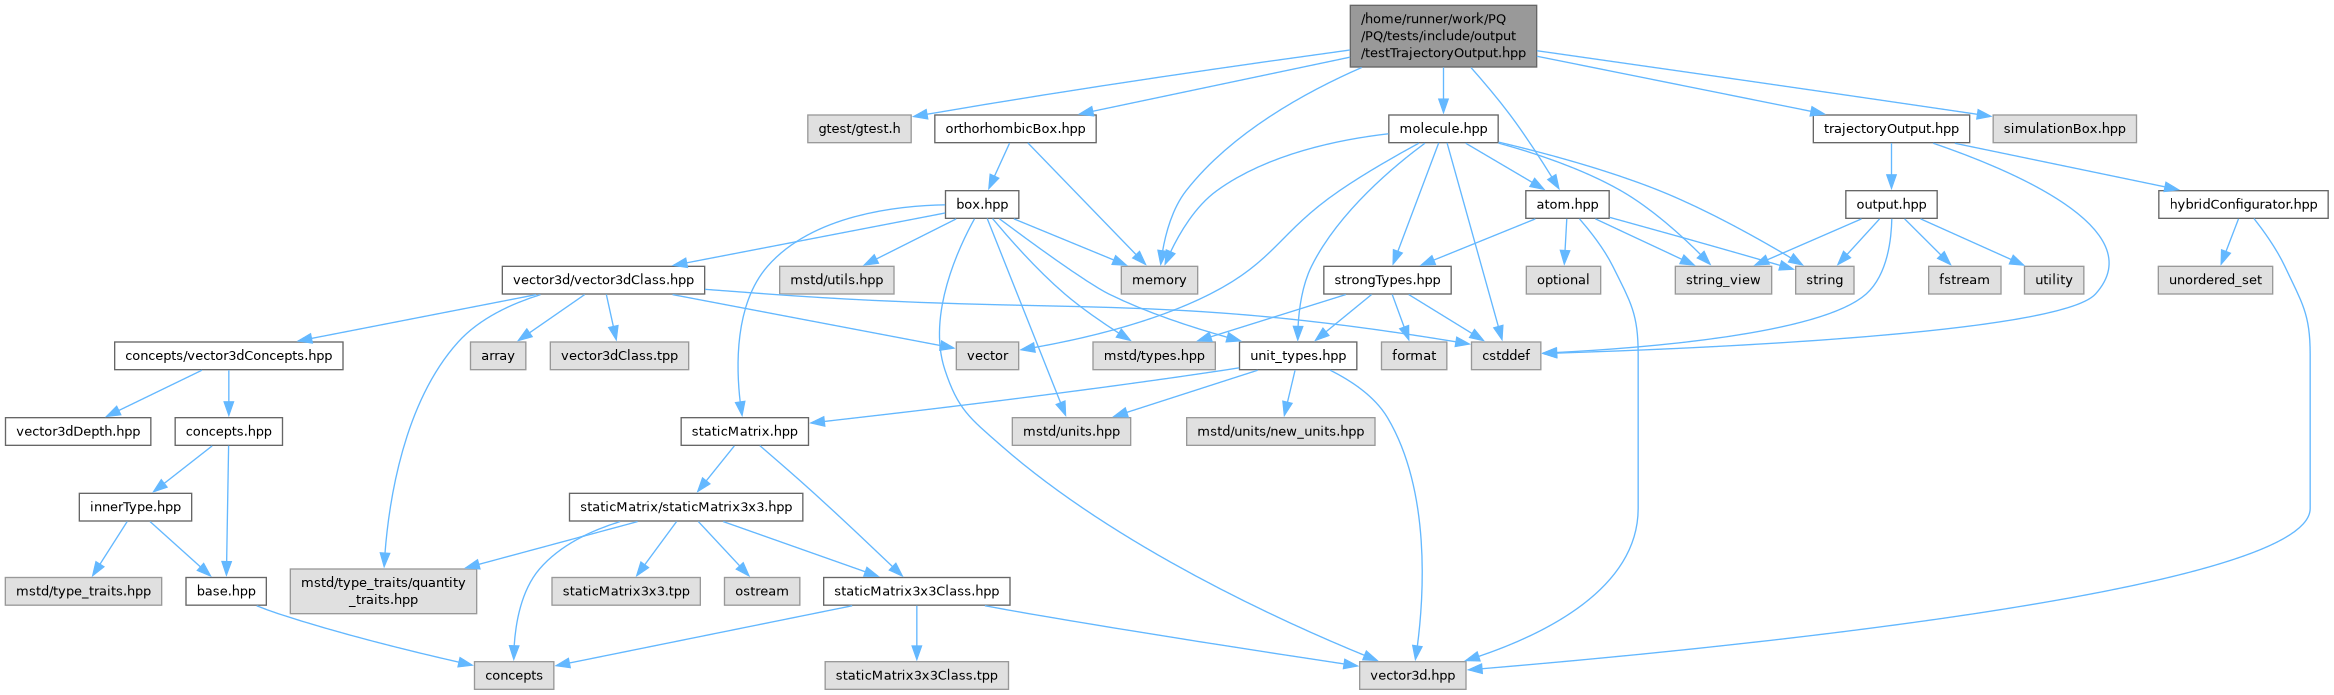 /home/runner/work/PQ
/PQ/tests/include/output
/testTrajectoryOutput.hpp
gtest/gtest.h
orthorhombicBox.hpp
molecule.hpp
trajectoryOutput.hpp
simulationBox.hpp
box.hpp
atom.hpp
output.hpp
hybridConfigurator.hpp
vector3d/vector3dClass.hpp
mstd/utils.hpp
memory
strongTypes.hpp
optional
string_view
string
fstream
utility
unordered_set
concepts/vector3dConcepts.hpp
array
vector3dClass.tpp
vector
mstd/types.hpp
unit_types.hpp
format
cstddef
vector3dDepth.hpp
concepts.hpp
staticMatrix.hpp
mstd/units.hpp
mstd/units/new_units.hpp
innerType.hpp
staticMatrix/staticMatrix3x3.hpp
mstd/type_traits.hpp
base.hpp
mstd/type_traits/quantity
_traits.hpp
staticMatrix3x3.tpp
ostream
staticMatrix3x3Class.hpp
concepts
staticMatrix3x3Class.tpp
vector3d.hpp